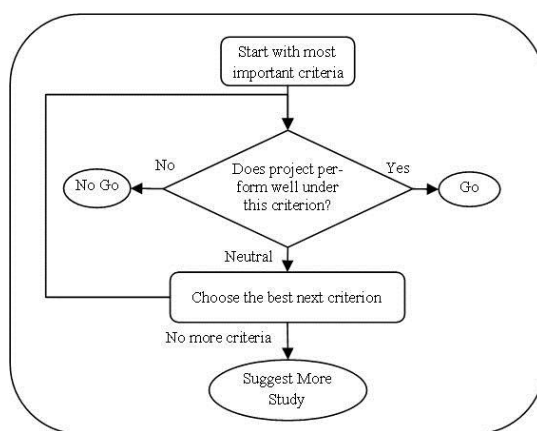 Start with most
important criteria
No
Does project per-
form well under
this criterion?
Yes
No Go
Go
Neutral
Choose the best next criterion
No more criteria
Suggest More
Study